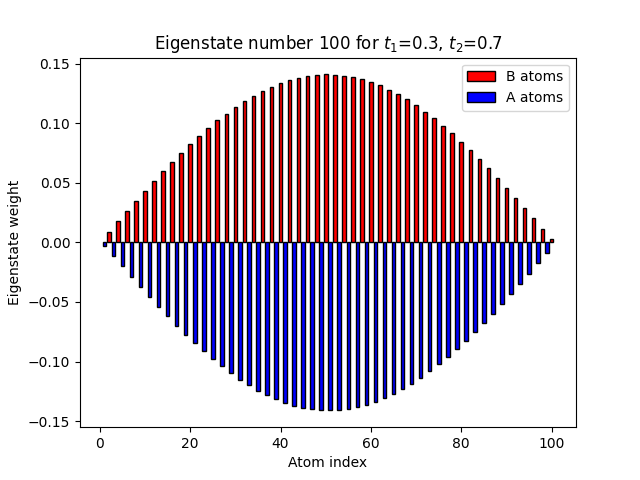 Eigenstate number 100 for t₁=0.3, t₂=0.7
B atoms
A atoms
0.15
0.10
0.05
0.00
−0.05
−0.10
−0.15
Eigenstate weight
0 20 40 60 80 100
Atom index